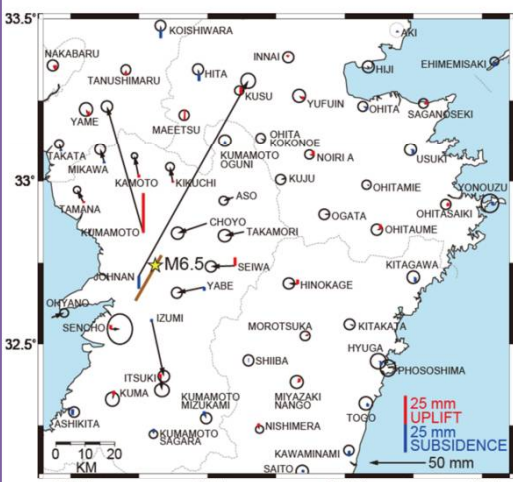 33.5°
AKI
KOISHIWARA
NAKABARU
INNAI
HIJI
EHIMEMISAKI
TANUSHIMARU
HITA
KUSU
YUFUIN
OHITA
SAGANOSEKI
YAME
MAEETSU
OHITA
KOKONOE
TAKATA
MIKAWA
KUMAMOTO
OGUNI
NOIRI A
USUKI
33°
KAMOTO
KIKUCHI
KUJU
OHITAMIE
YONOUZU
TAMANA
ASO
OHITASAIKI
KUMAMOTO
CHOYO
TAKAMORI
OGATA
OHITAUME
M6.5
SEIWA
JOHNAN
YABE
HINOKAGE
KITAGAWA
OHYANO
SENCHO
IZUMI
MOROTSUKA
KITAKATA
32.5°
HYUGA
ITSUKI
SHIIBA
PHOSOSHIMA
KUMA
KUMAMOTO
MIZUKAMI
MIYAZAKI
NANGO
TOGO
25 mm
UPLIFT
25 mm
SUBSIDENCE
ASHIKITA
KUMAMOTO
SAGARA
NISHIMERA
KAWAMINAMI
0 10 20
KM
SAITO
50 mm